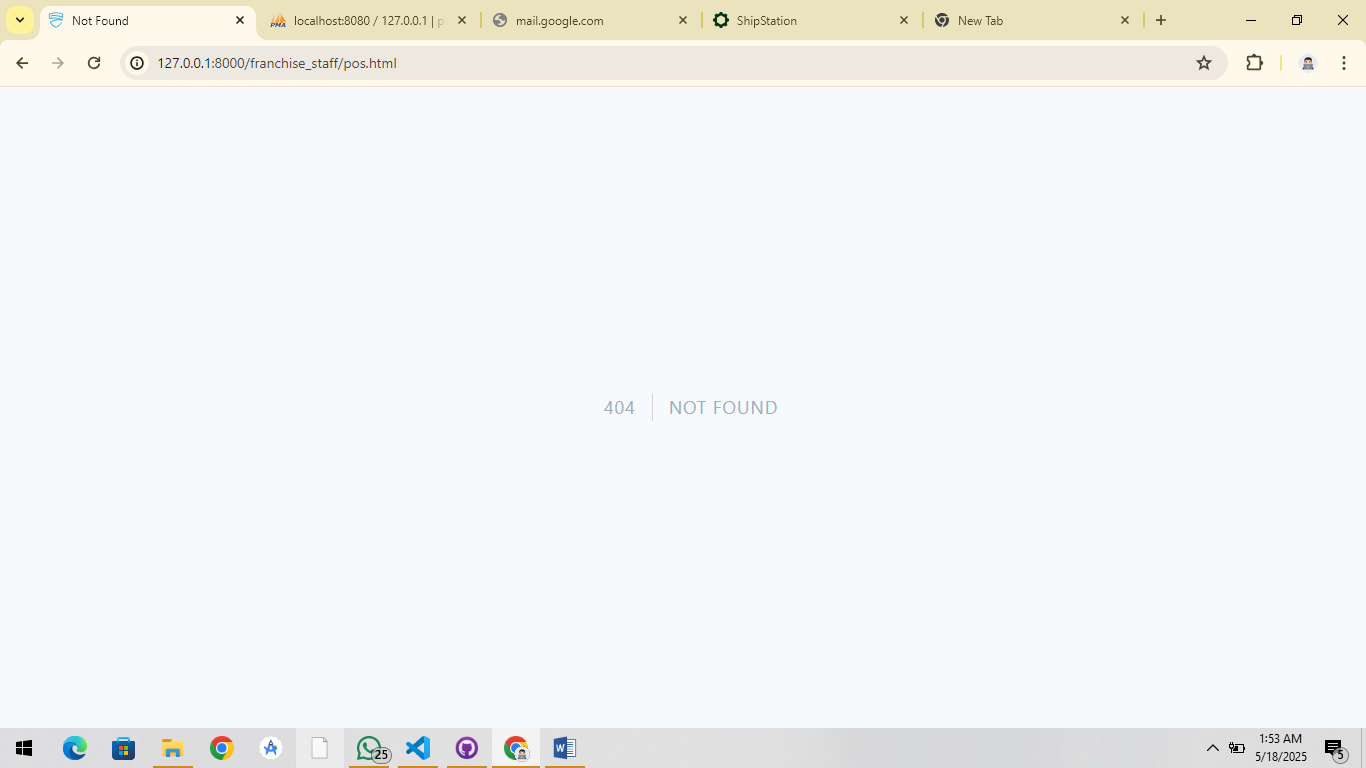 Not Found
localhost:8080 / 127.0.0.1 | p
mail.google.com
ShipStation
New Tab
127.0.0.1:8000/franchise_staff/pos.html
404
NOT FOUND
25
1:53 AM
5/18/2025
5